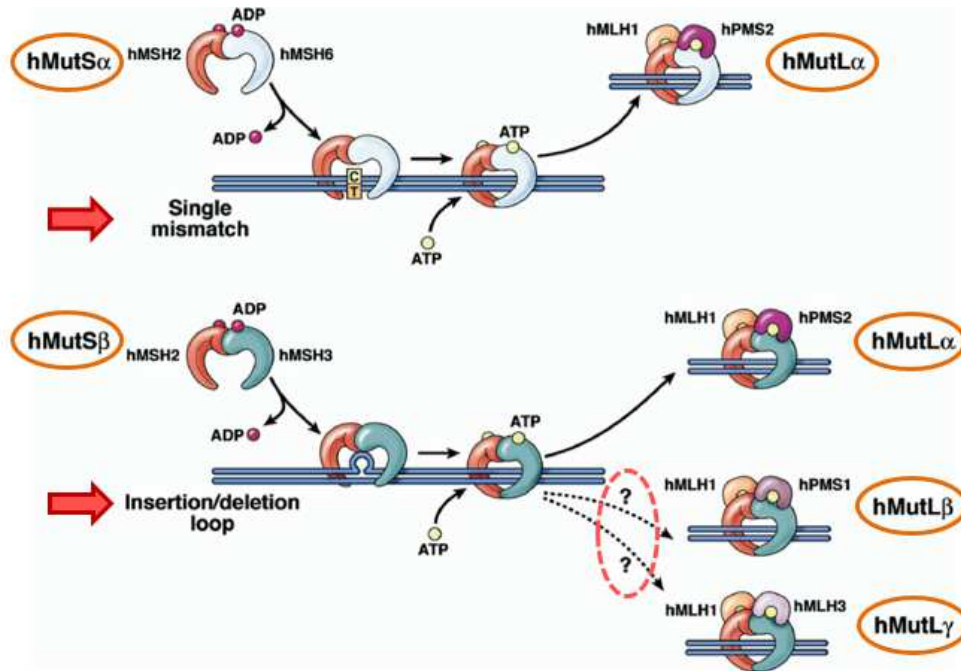 ADP
hMutSα
hMSH2
hMSH6
hMLH1
hPMS2
hMutLα
ADP
ATP
C
T
Single
mismatch
ATP
ADP
hMutSβ
hMSH2
hMSH3
hMLH1
hPMS2
hMutLα
ADP
ATP
Insertion/deletion
loop
ATP
?
?
hMLH1
hPMS1
hMutLβ
hMLH1
hMLH3
hMutLγ